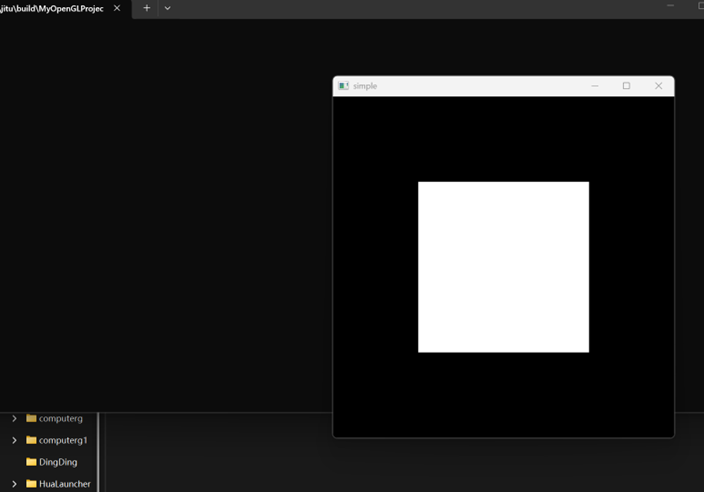 \jitu\build\MyOpenGLProjec
simple
computerg
computerg1
DingDing
HuaLauncher